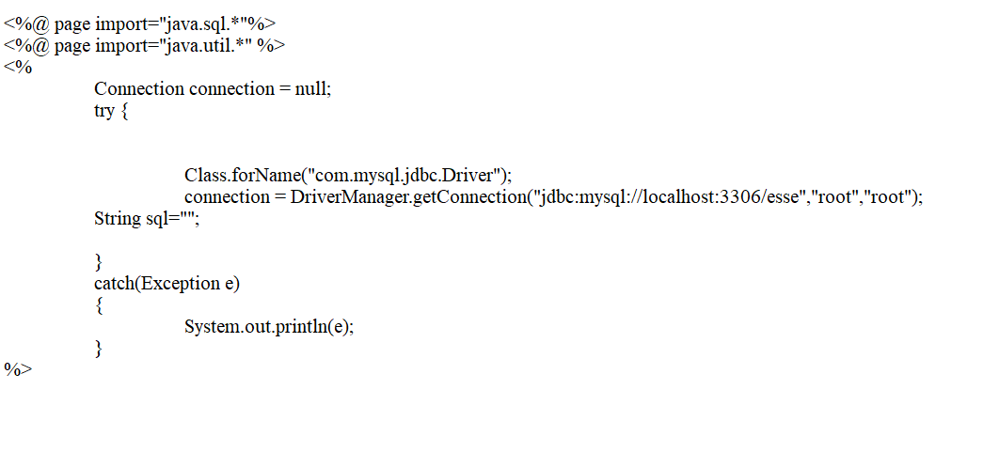 <%@ page import="java.sql.*"%>
<%@ page import="java.util.*" %>
<%
Connection connection = null;
try {
Class.forName("com.mysql.jdbc.Driver");
connection = DriverManager.getConnection("jdbc:mysql://localhost:3306/esse","root","root");
String sql="";
}
catch(Exception e)
{
System.out.println(e);
}
%>